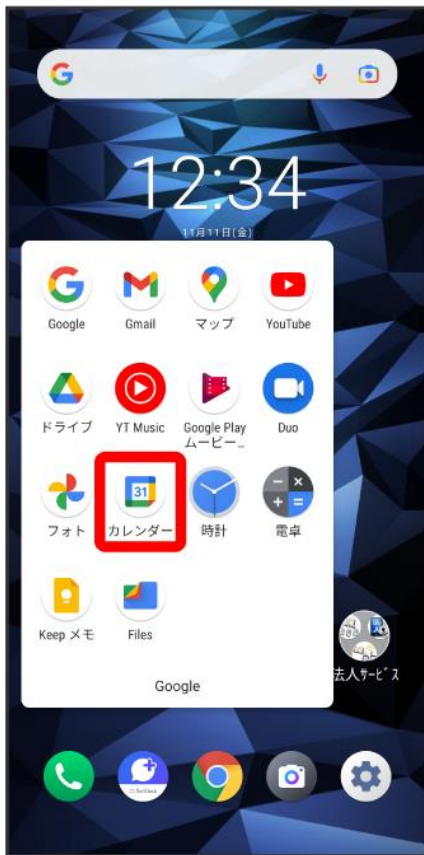 12:34
11月11日(金)
Google
Gmail
マップ
YouTube
ドライブ
YT Music
Google Play
ムービー…
Duo
31
フォト
カレンダー
時計
電卓
Keep メモ
Files
Google
法人サービス